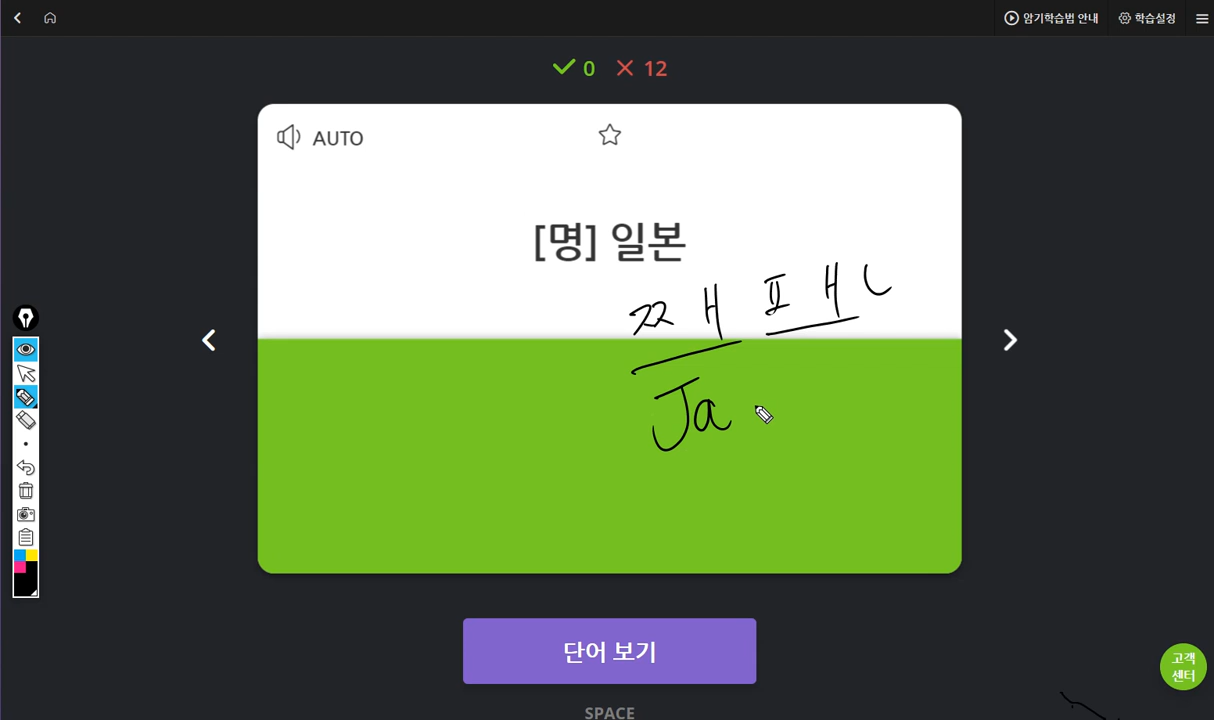 암기학습법 안내 학습설정
0 12
AUTO
[명] 일본
째 패ㄴ
Ja
단어 보기
고객
센터
SPACE